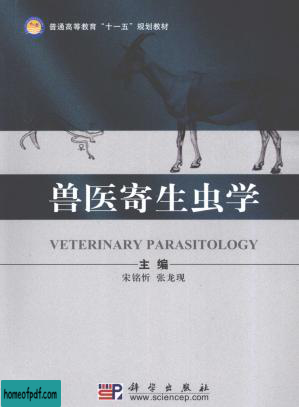 普通高等教育“十一五”规划教材
兽医寄生虫学
VETERINARY PARASITOLOGY
主编
宋铭忻 张龙现
科学出版社
www.sciencep.com
homeofpdf.com